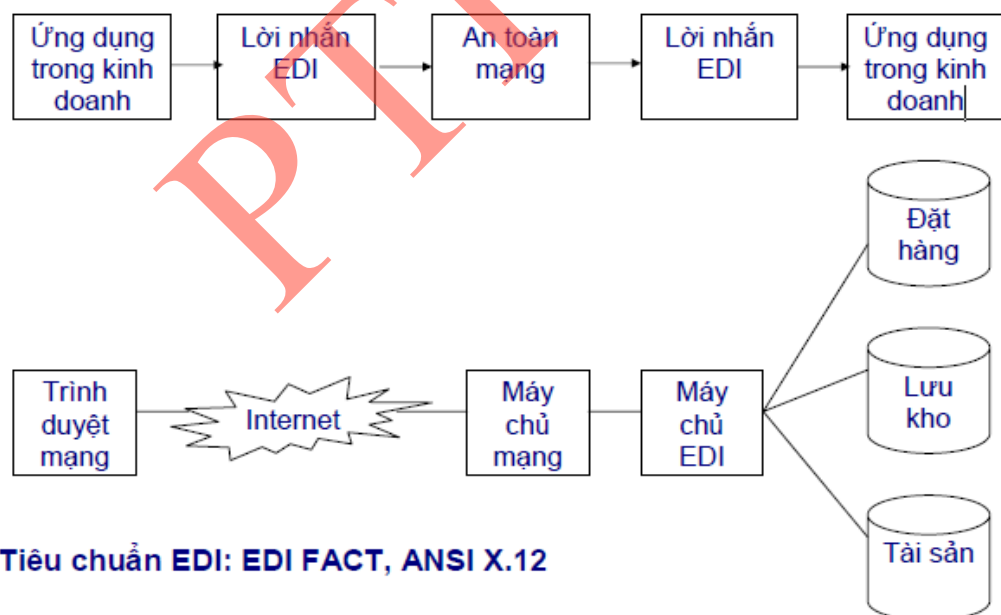 Ứng dụng
trong kinh
doanh
Lời nhắn
EDI
An toàn
mạng
Lời nhắn
EDI
Ứng dụng
trong kinh
doanh
Đặt
hàng
Lưu
kho
Tài sản
Trình
duyệt
mạng
Internet
Máy
chủ
mạng
Máy
chủ
EDI
Tiêu chuẩn EDI: EDI FACT, ANSI X.12